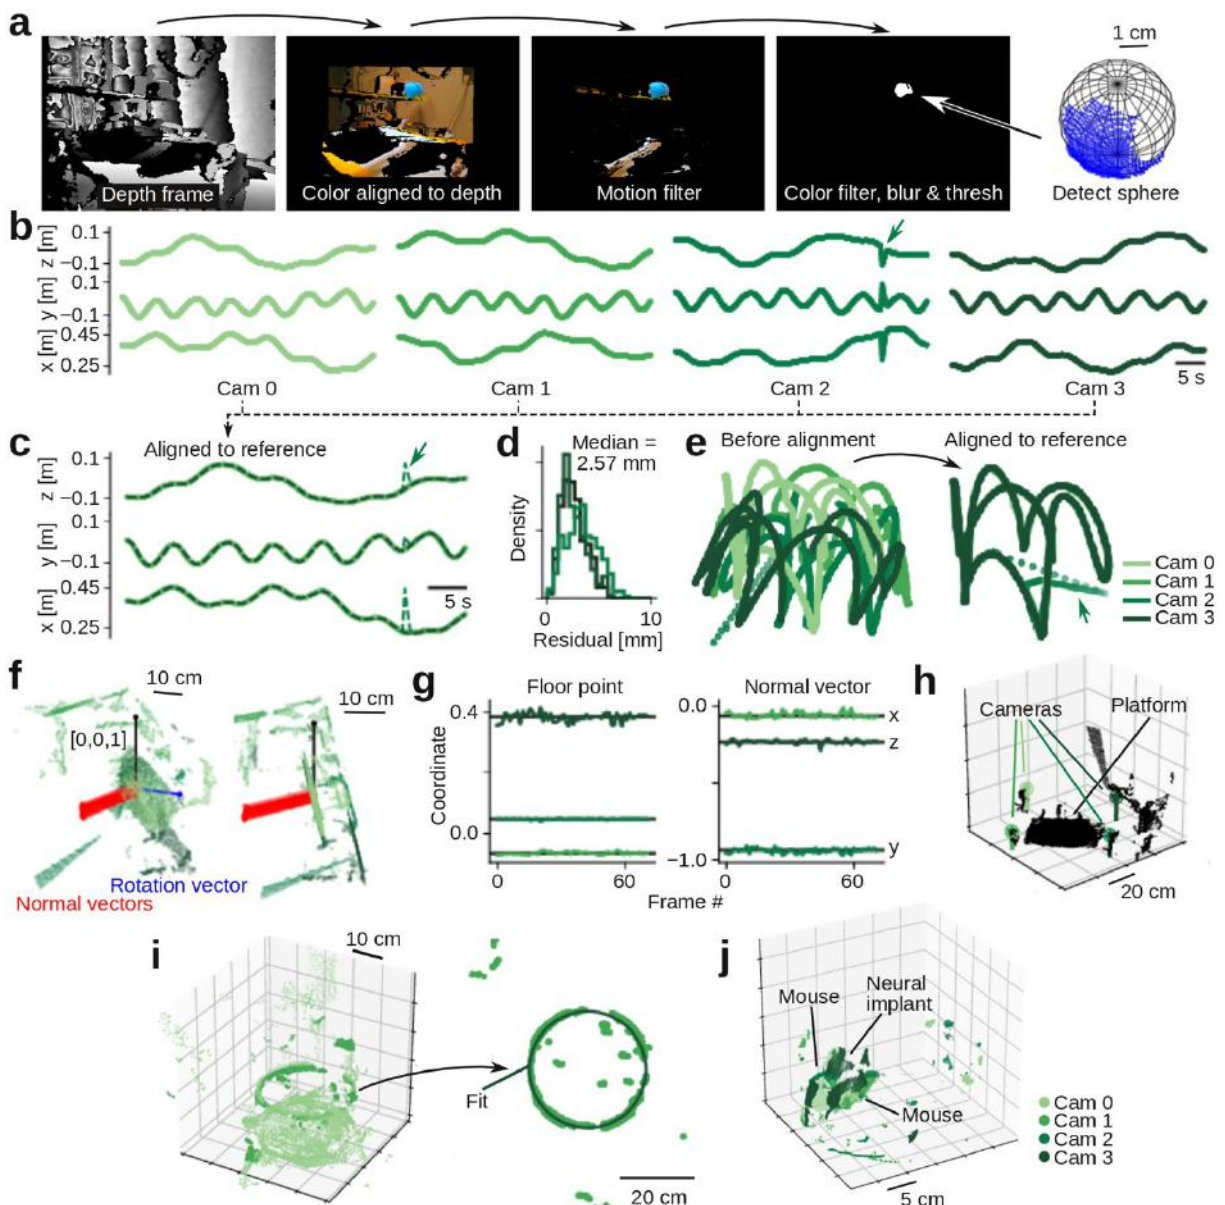 a
1 cm
Depth frame
Color aligned to depth
Motion filter
Color filter, blur & thresh
Detect sphere
b
0.1
z [m]
−0.1
0.1
y [m]
−0.1
0.45
x [m]
0.25
5 s
Cam 0
Cam 1
Cam 2
Cam 3
c
Aligned to reference
0.1
z [m]
−0.1
0.1
y [m]
−0.1
0.45
x [m]
0.25
5 s
d
Median =
2.57 mm
Density
0
10
Residual [mm]
e
Before alignment
Aligned to reference
Cam 0
Cam 1
Cam 2
Cam 3
f
10 cm
10 cm
[0,0,1]
Rotation vector
Normal vectors
g
Floor point
Normal vector
0.4
Coordinate
0.0
0
60
0.0
−1.0
x
z
y
0
60
Frame #
h
Cameras
Platform
20 cm
i
10 cm
Fit
20 cm
j
Mouse
Neural
implant
Mouse
5 cm
Cam 0
Cam 1
Cam 2
Cam 3